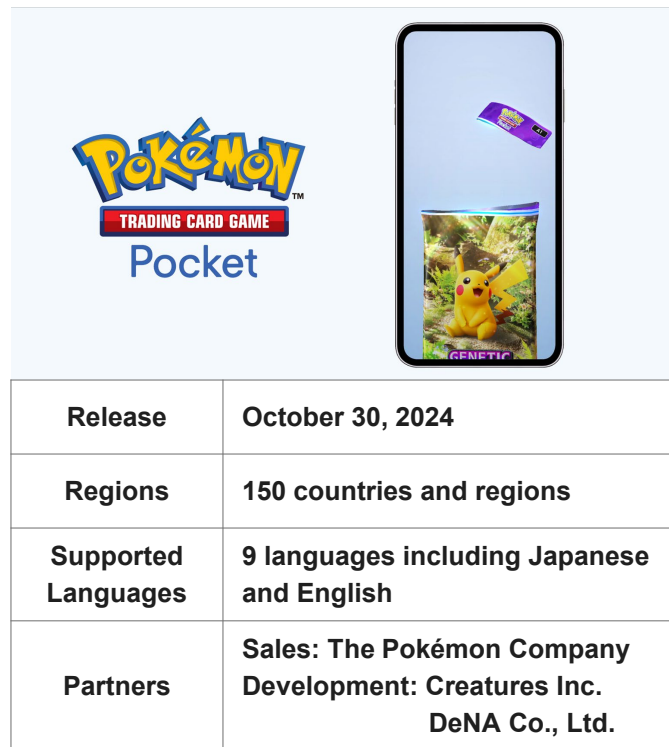 POKéMON
TM
TRADING CARD GAME
Pocket
GENETIC
Release
October 30, 2024
Regions
150 countries and regions
Supported
Languages
9 languages including Japanese
and English
Partners
Sales: The Pokémon Company
Development: Creatures Inc.
DeNA Co., Ltd.